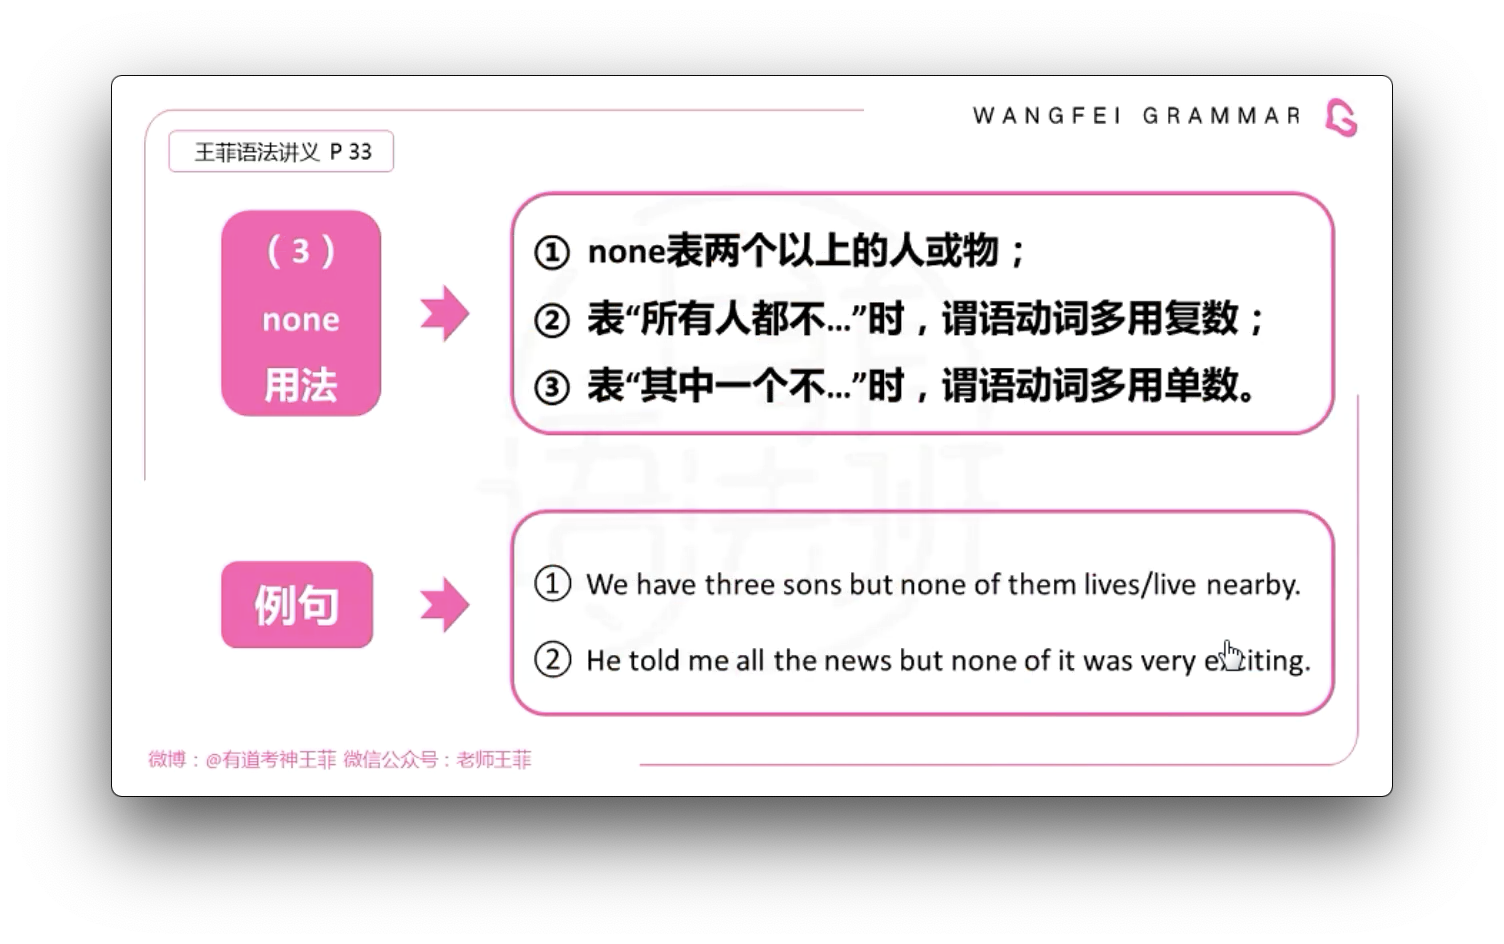 WANGFEI GRAMMAR
王菲语法讲义 P 33
（3）
none
用法
① none表两个以上的人或物；
② 表“所有人都不...”时，谓语动词多用复数；
③ 表“其中一个不...”时，谓语动词多用单数。
语法班
例句
① We have three sons but none of them lives/live nearby.
② He told me all the news but none of it was very exciting.
微博：@有道考神王菲 微信公众号：老师王菲